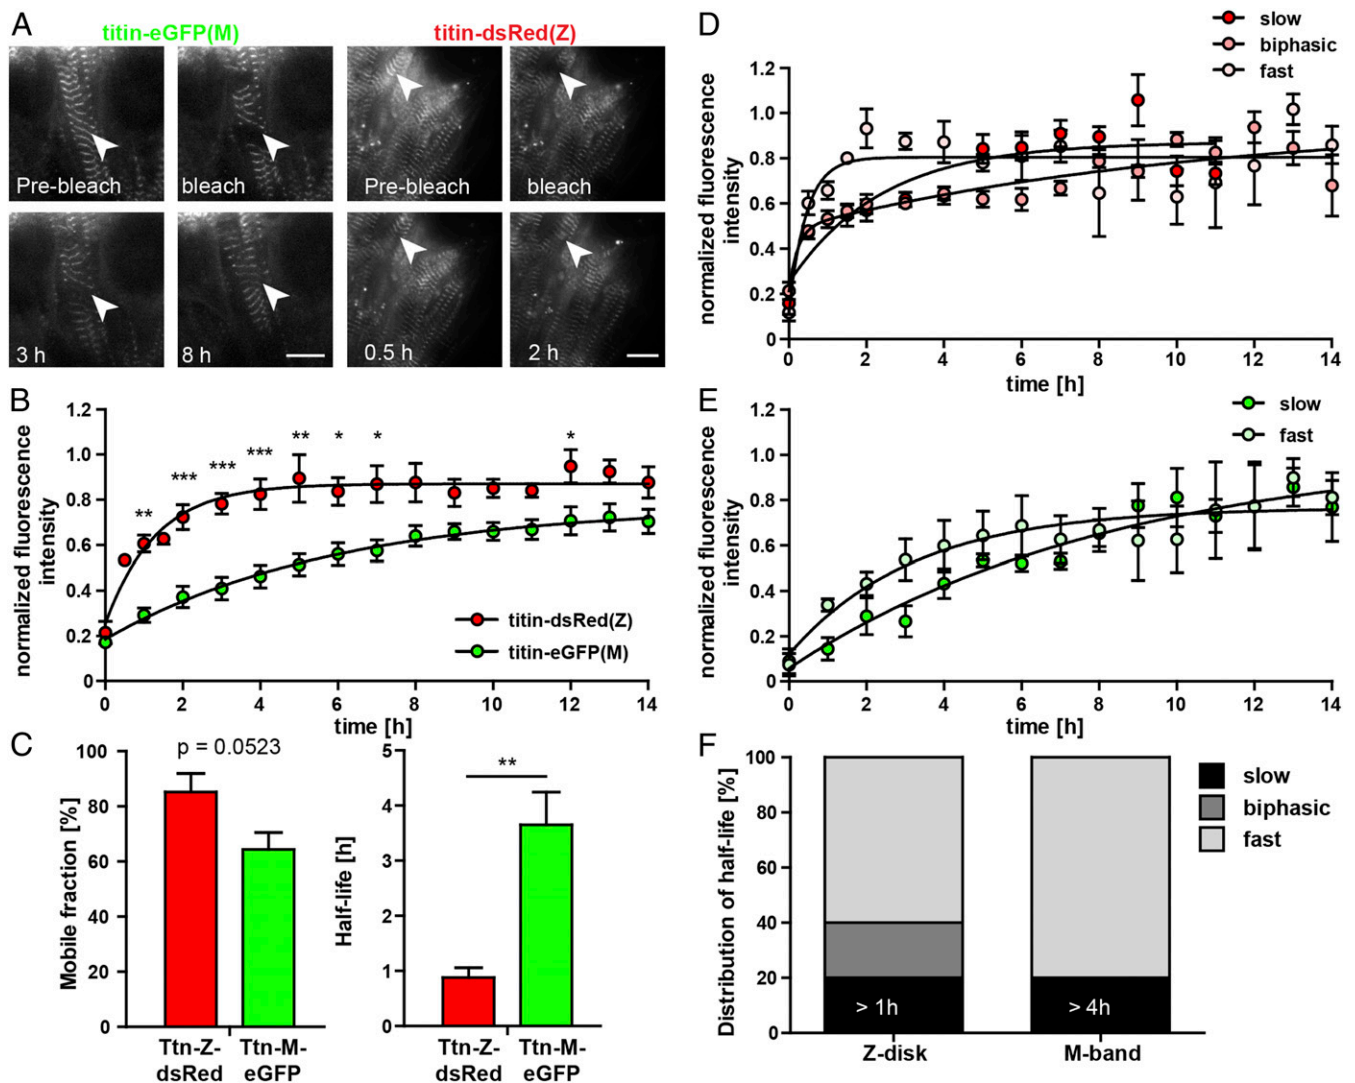 A
titin-eGFP(M)
titin-dsRed(Z)
Pre-bleach
bleach
Pre-bleach
bleach
3 h
8 h
0.5 h
2 h
B
normalized fluorescence
intensity
1.2
1.0
0.8
0.6
0.4
0.2
0
**
***
***
***
**
*
*
*
titin-dsRed(Z)
titin-eGFP(M)
0
2
4
6
8
10
12
14
time [h]
C
Mobile fraction [%]
100
80
60
40
20
0
p = 0.0523
Ttn-Z-
dsRed
Ttn-M-
eGFP
Half-life [h]
5
4
3
2
1
0
**
Ttn-Z-
dsRed
Ttn-M-
eGFP
D
slow
biphasic
fast
normalized fluorescence
intensity
1.2
1.0
0.8
0.6
0.4
0.2
0
0
2
4
6
8
10
12
14
time [h]
E
slow
fast
normalized fluorescence
intensity
1.2
1.0
0.8
0.6
0.4
0.2
0
0
2
4
6
8
10
12
14
time [h]
F
Distribution of half-life [%]
100
80
60
40
20
0
> 1h
> 4h
Z-disk
M-band
slow
biphasic
fast